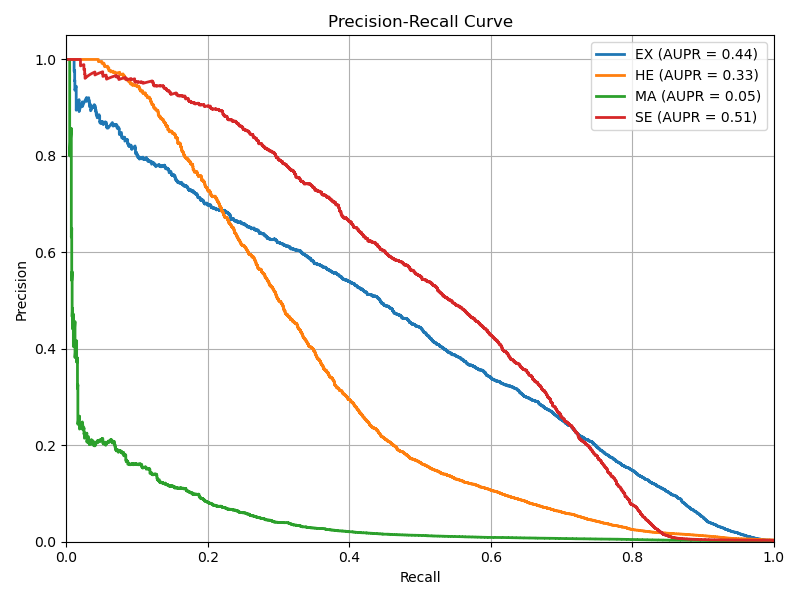 Precision-Recall Curve
EX (AUPR = 0.44)
HE (AUPR = 0.33)
MA (AUPR = 0.05)
SE (AUPR = 0.51)
Precision
1.0
0.8
0.6
0.4
0.2
0.0
0.0 0.2 0.4 0.6 0.8 1.0
Recall